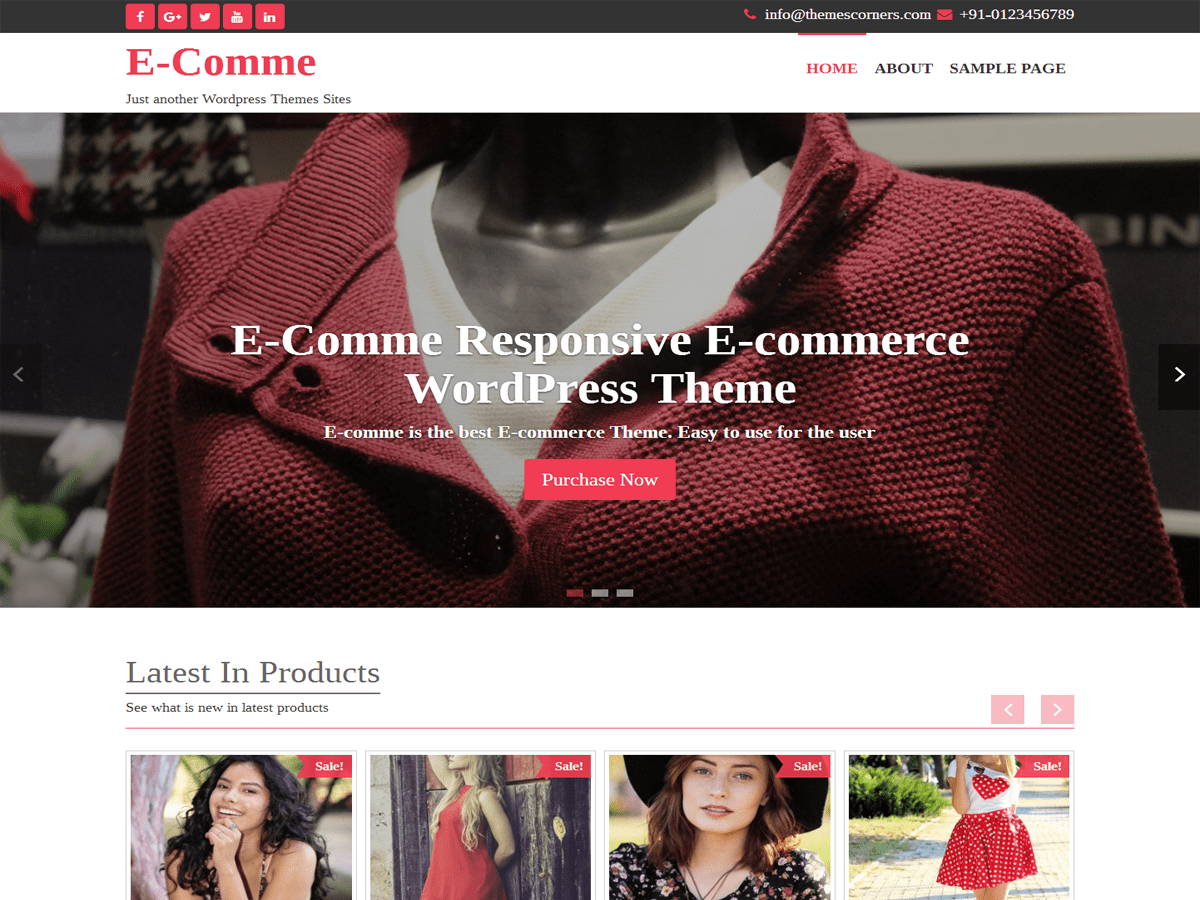 info@themescorners.com +91-0123456789
E-Comme
Just another Wordpress Themes Sites
HOME ABOUT SAMPLE PAGE
BIN
E-Comme Responsive E-commerce
WordPress Theme
E-comme is the best E-commerce Theme. Easy to use for the user
Purchase Now
Latest In Products
See what is new in latest products
Sale! Sale! Sale! Sale!